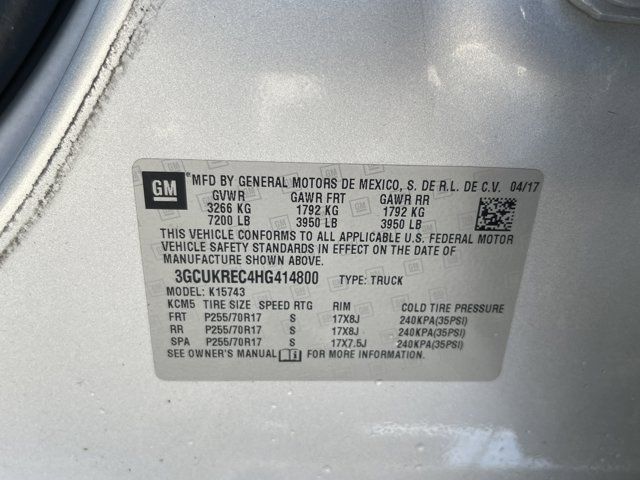 GM MFD BY GENERAL MOTORS DE MEXICO, S. DE R.L. DE C.V. 04/17
GVWR GAWR FRT GAWR RR
3266 KG 1792 KG 1792 KG
7200 LB 3950 LB 3950 LB
THIS VEHICLE CONFORMS TO ALL APPLICABLE U.S. FEDERAL MOTOR
VEHICLE SAFETY STANDARDS IN EFFECT ON THE DATE OF
MANUFACTURE SHOWN ABOVE.
3GCUKREC4HG414800 TYPE: TRUCK
MODEL: K15743
KCM5 TIRE SIZE SPEED RTG RIM COLD TIRE PRESSURE
FRT P255/70R17 S 17X8J 240KPA(35PSI)
RR P255/70R17 S 17X8J 240KPA(35PSI)
SPA P255/70R17 S 17X7.5J 240KPA(35PSI)
SEE OWNER'S MANUAL FOR MORE INFORMATION.